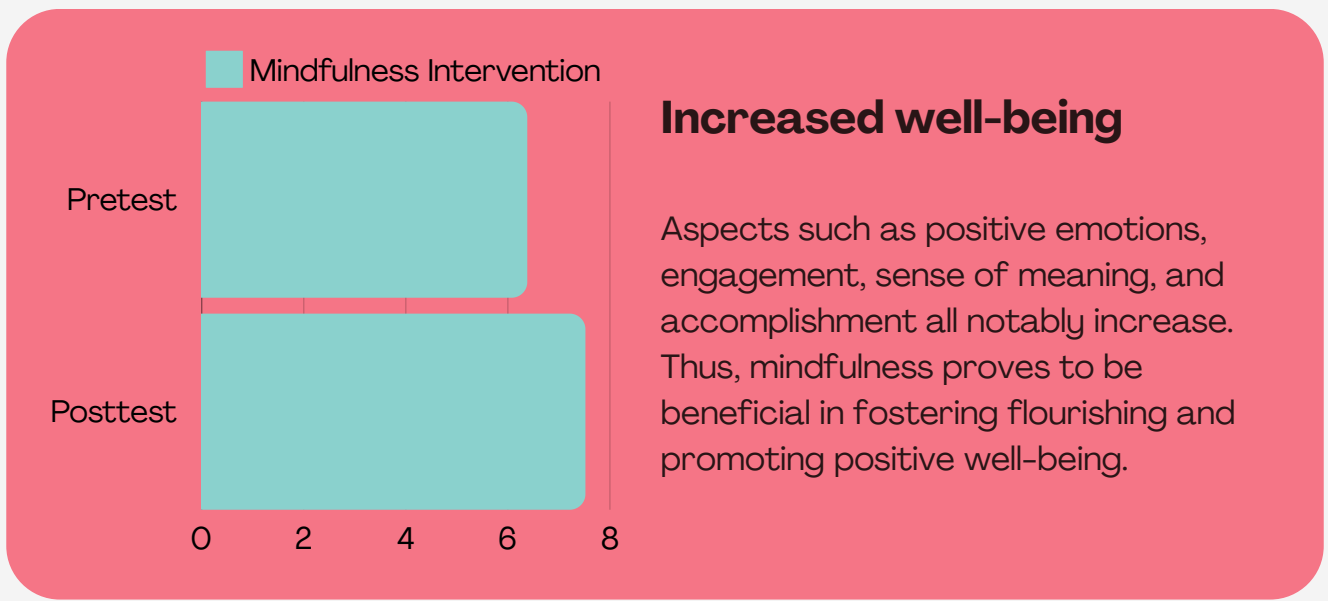 Mindfulness Intervention
Pretest
Posttest
0 2 4 6 8
Increased well-being
Aspects such as positive emotions,
engagement, sense of meaning, and
accomplishment all notably increase.
Thus, mindfulness proves to be
beneficial in fostering flourishing and
promoting positive well-being.